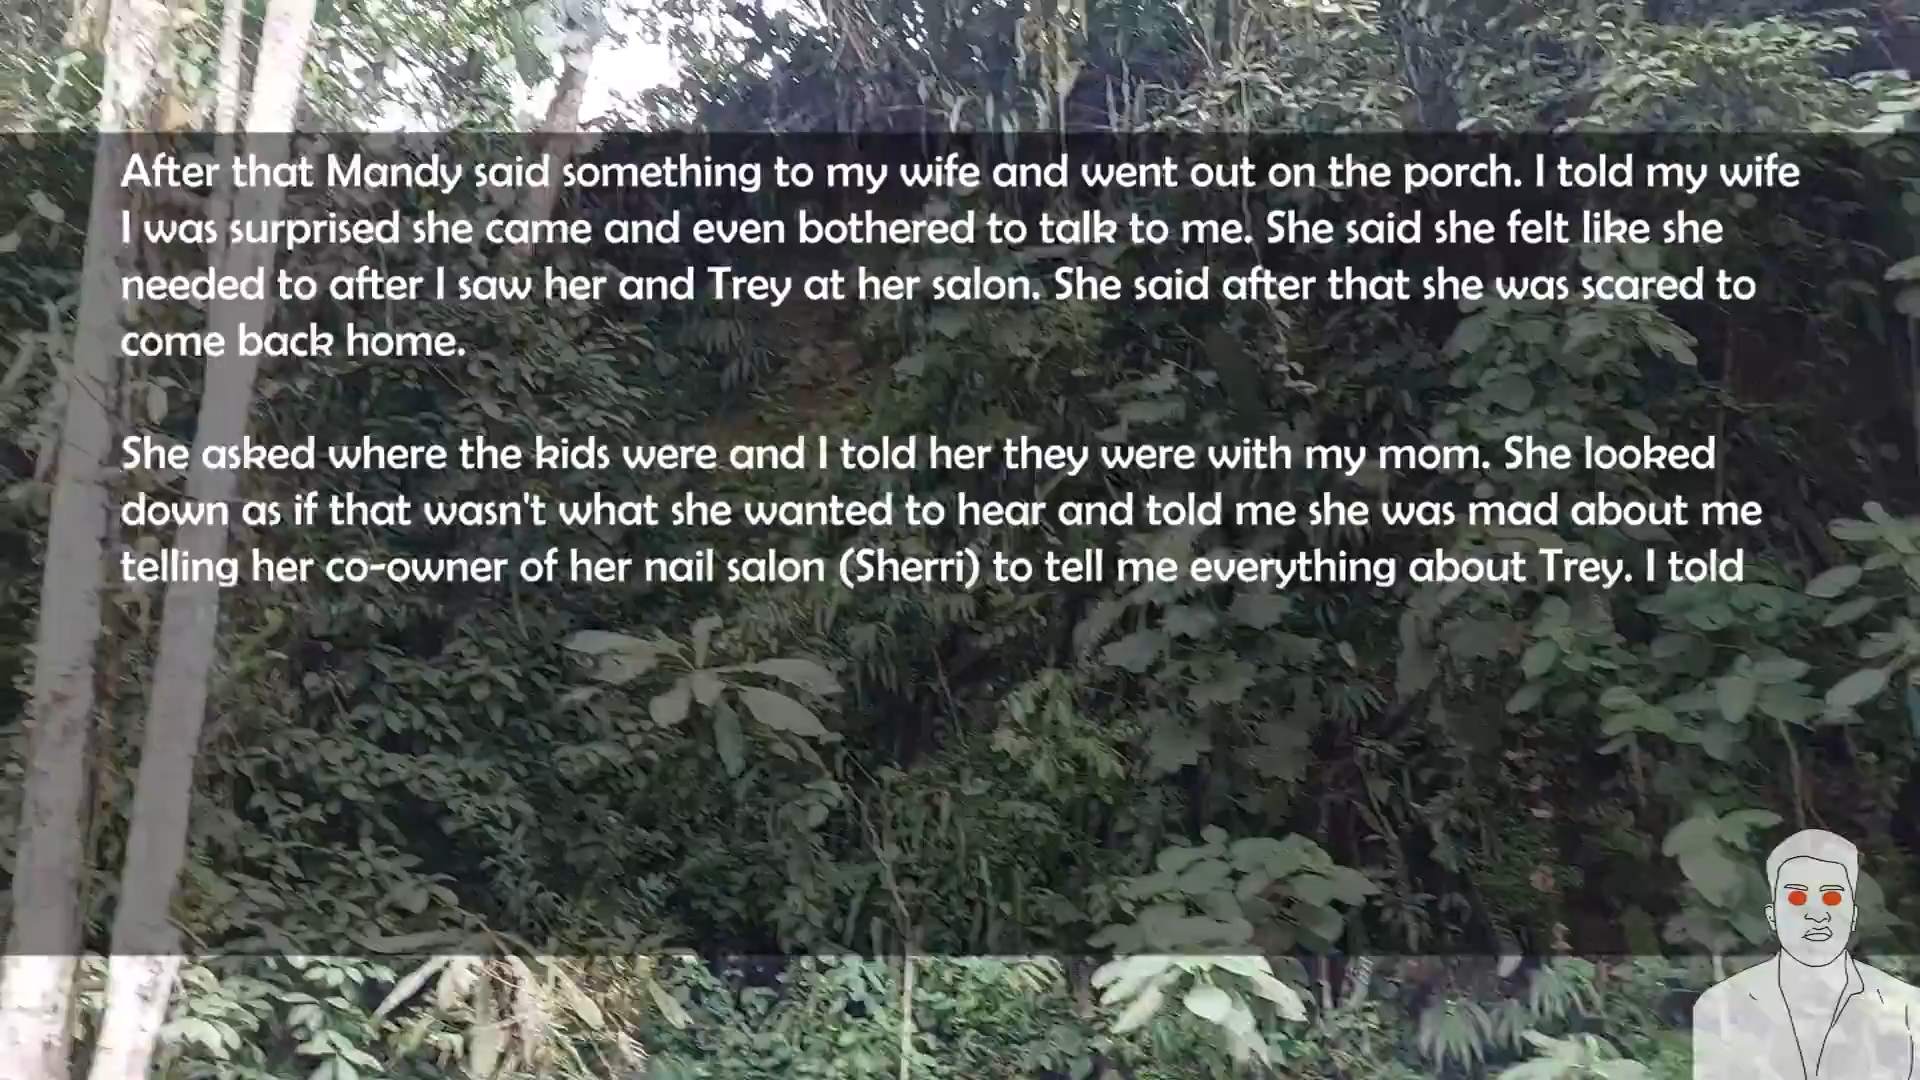 After that Mandy said something to my wife and went out on the porch. I told my wife
I was surprised she came and even bothered to talk to me. She said she felt like she
needed to after I saw her and Trey at her salon. She said after that she was scared to
come back home.
She asked where the kids were and I told her they were with my mom. She looked
down as if that wasn't what she wanted to hear and told me she was mad about me
telling her co-owner of her nail salon (Sherri) to tell me everything about Trey. I told